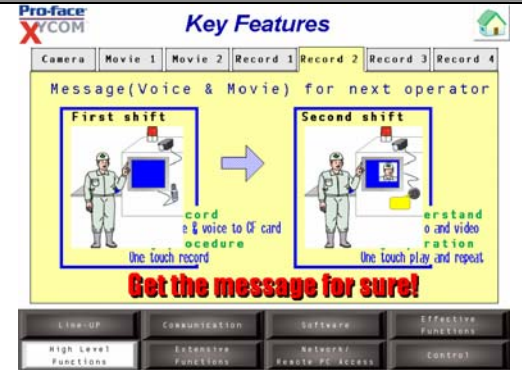 Pro-face
XYCOM
Key Features
Camera
Movie 1
Movie 2
Record 1
Record 2
Record 3
Record 4
Message(Voice & Movie) for next operator
First shift
Second shift
cord
e & voice to CF card
ocedure
One touch record
erstand
o and video
ration
One touch play and repeat
Get the message for sure!
Line-UP
Communication
Software
Effective
Functions
High Level
Functions
Extensive
Functions
Network/
Remote PC Access
Control